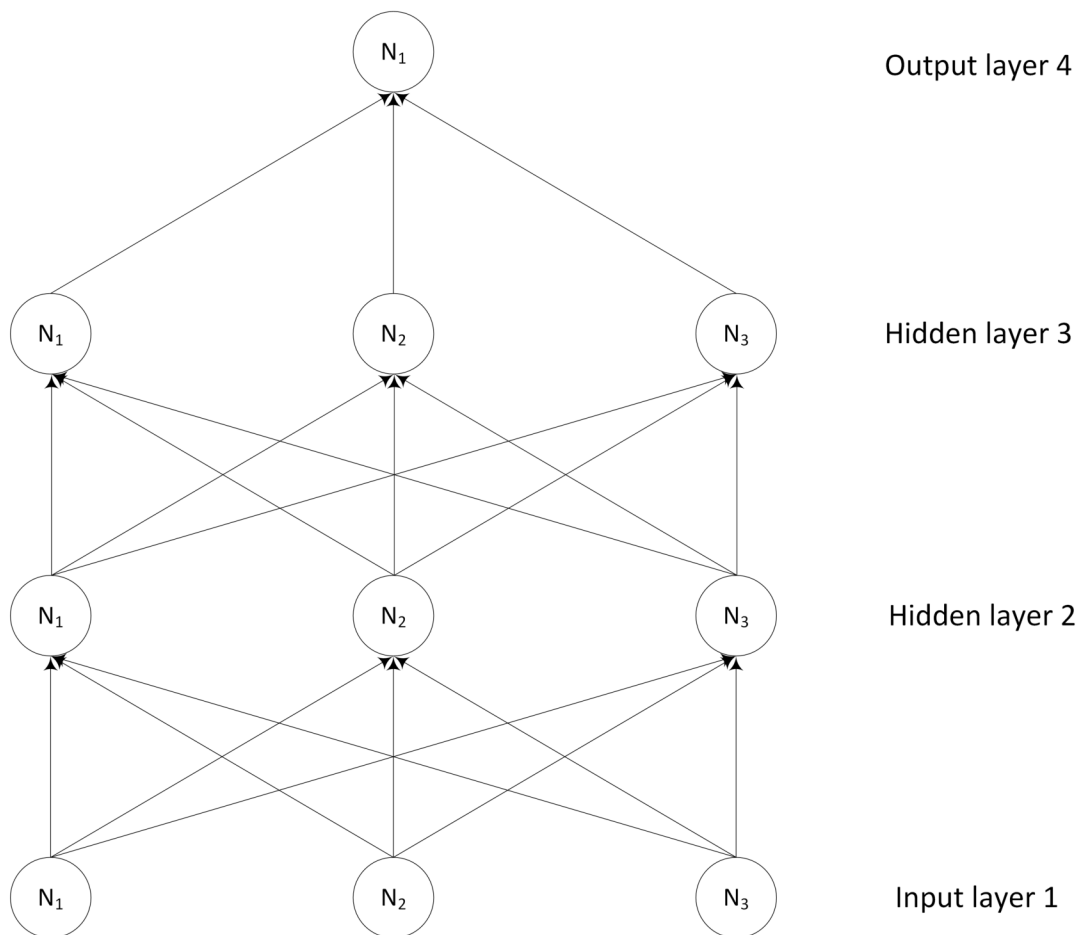 N₁ Output layer 4
N₁ N₂ N₃ Hidden layer 3
N₁ N₂ N₃ Hidden layer 2
N₁ N₂ N₃ Input layer 1